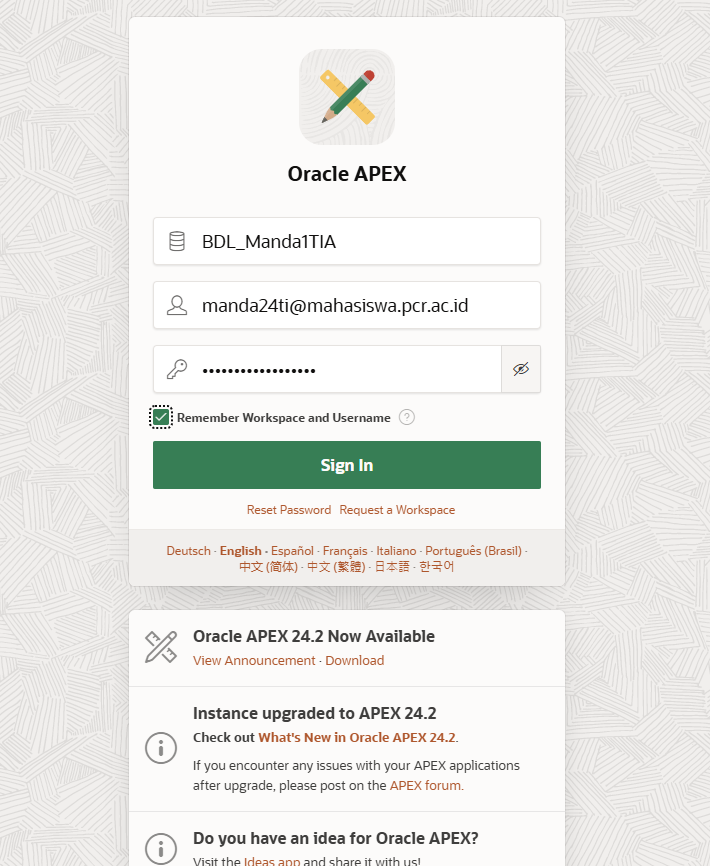 Oracle APEX
BDL_Manda1TIA
manda24ti@mahasiswa.pcr.ac.id
••••••••••••••••••
Remember Workspace and Username ?
Sign In
Reset Password Request a Workspace
Deutsch · English · Español · Français · Italiano · Português (Brasil) ·
中文 (简体) · 中文 (繁體) · 日本語 · 한국어
Oracle APEX 24.2 Now Available
View Announcement · Download
Instance upgraded to APEX 24.2
Check out What's New in Oracle APEX 24.2.
If you encounter any issues with your APEX applications
after upgrade, please post on the APEX forum.
Do you have an idea for Oracle APEX?
Visit the Ideas app and share it with us!